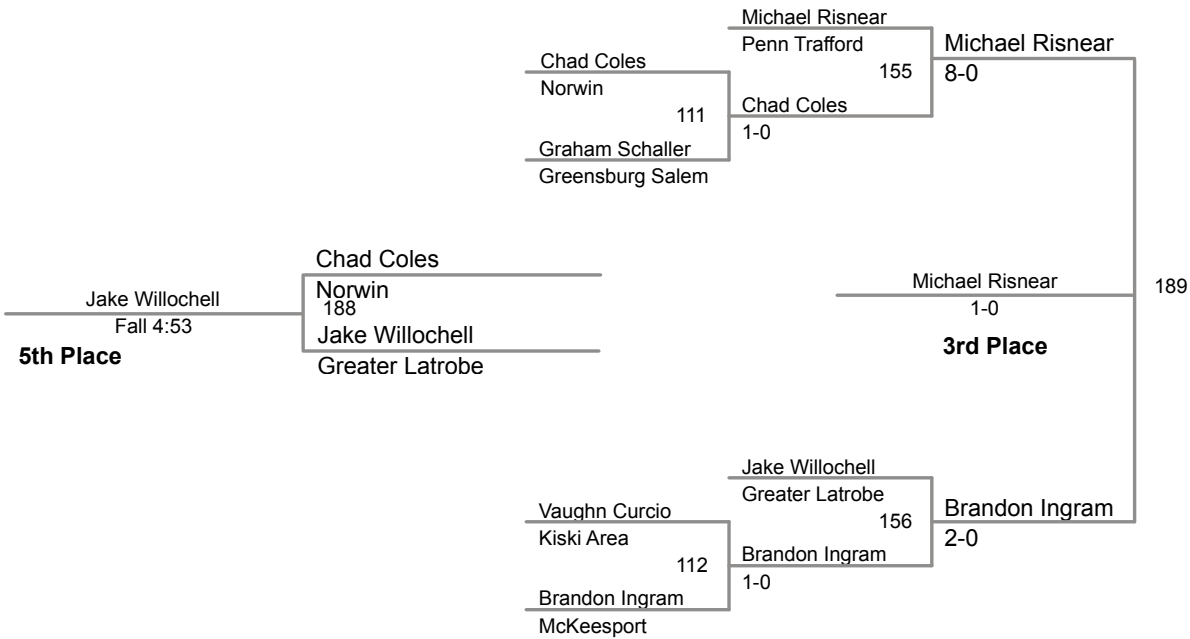 Michael Risnear
Penn Trafford
155
Michael Risnear
8-0
Chad Coles
Norwin
111
Chad Coles
1-0
Graham Schaller
Greensburg Salem
Chad Coles
Norwin
188
Jake Willochell
Greater Latrobe
Jake Willochell
Fall 4:53
5th Place
Michael Risnear
1-0
3rd Place
189
Jake Willochell
Greater Latrobe
156
Brandon Ingram
2-0
Vaughn Curcio
Kiski Area
112
Brandon Ingram
1-0
Brandon Ingram
McKeesport